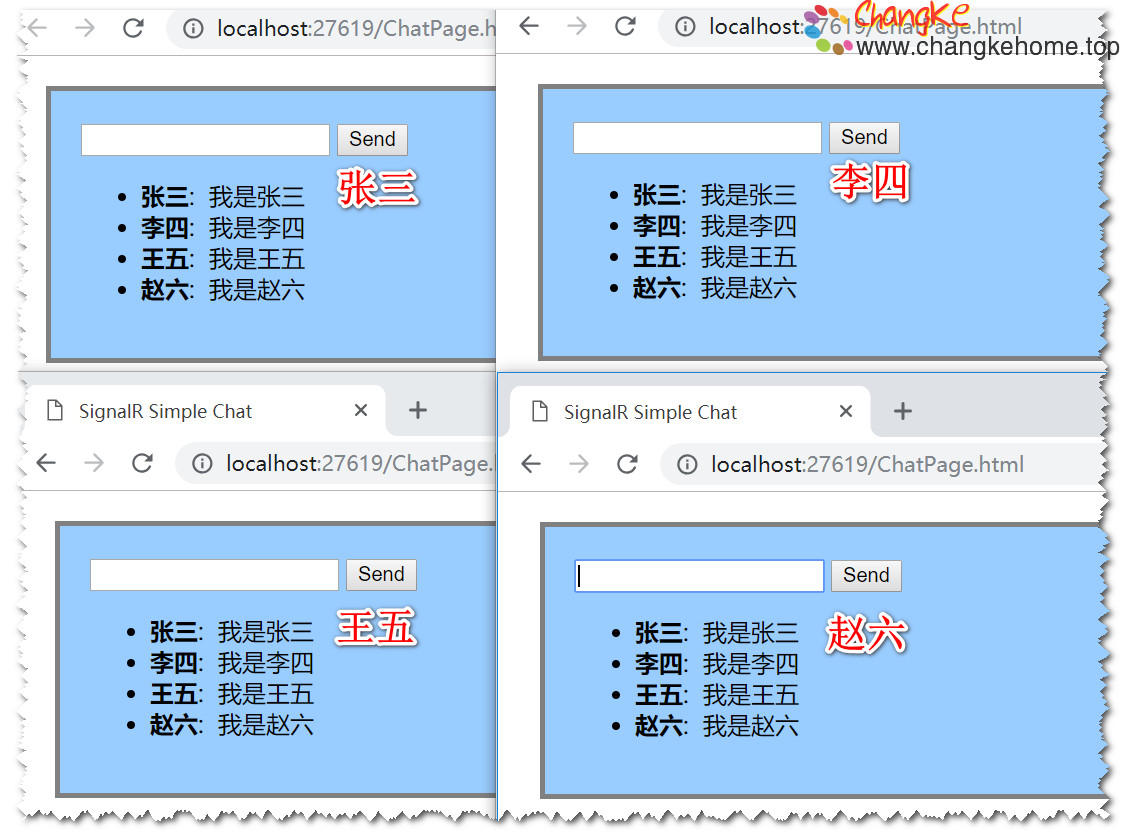 localhost:27619/ChatPage.h
Send
张三
张三: 我是张三
李四: 我是李四
王五: 我是王五
赵六: 我是赵六
localhost:27619/ChatPage.html
ChangKe
www.changkehome.top
Send
李四
张三: 我是张三
李四: 我是李四
王五: 我是王五
赵六: 我是赵六
SignalR Simple Chat
localhost:27619/ChatPage.
Send
王五
张三: 我是张三
李四: 我是李四
王五: 我是王五
赵六: 我是赵六
SignalR Simple Chat
localhost:27619/ChatPage.html
Send
赵六
张三: 我是张三
李四: 我是李四
王五: 我是王五
赵六: 我是赵六